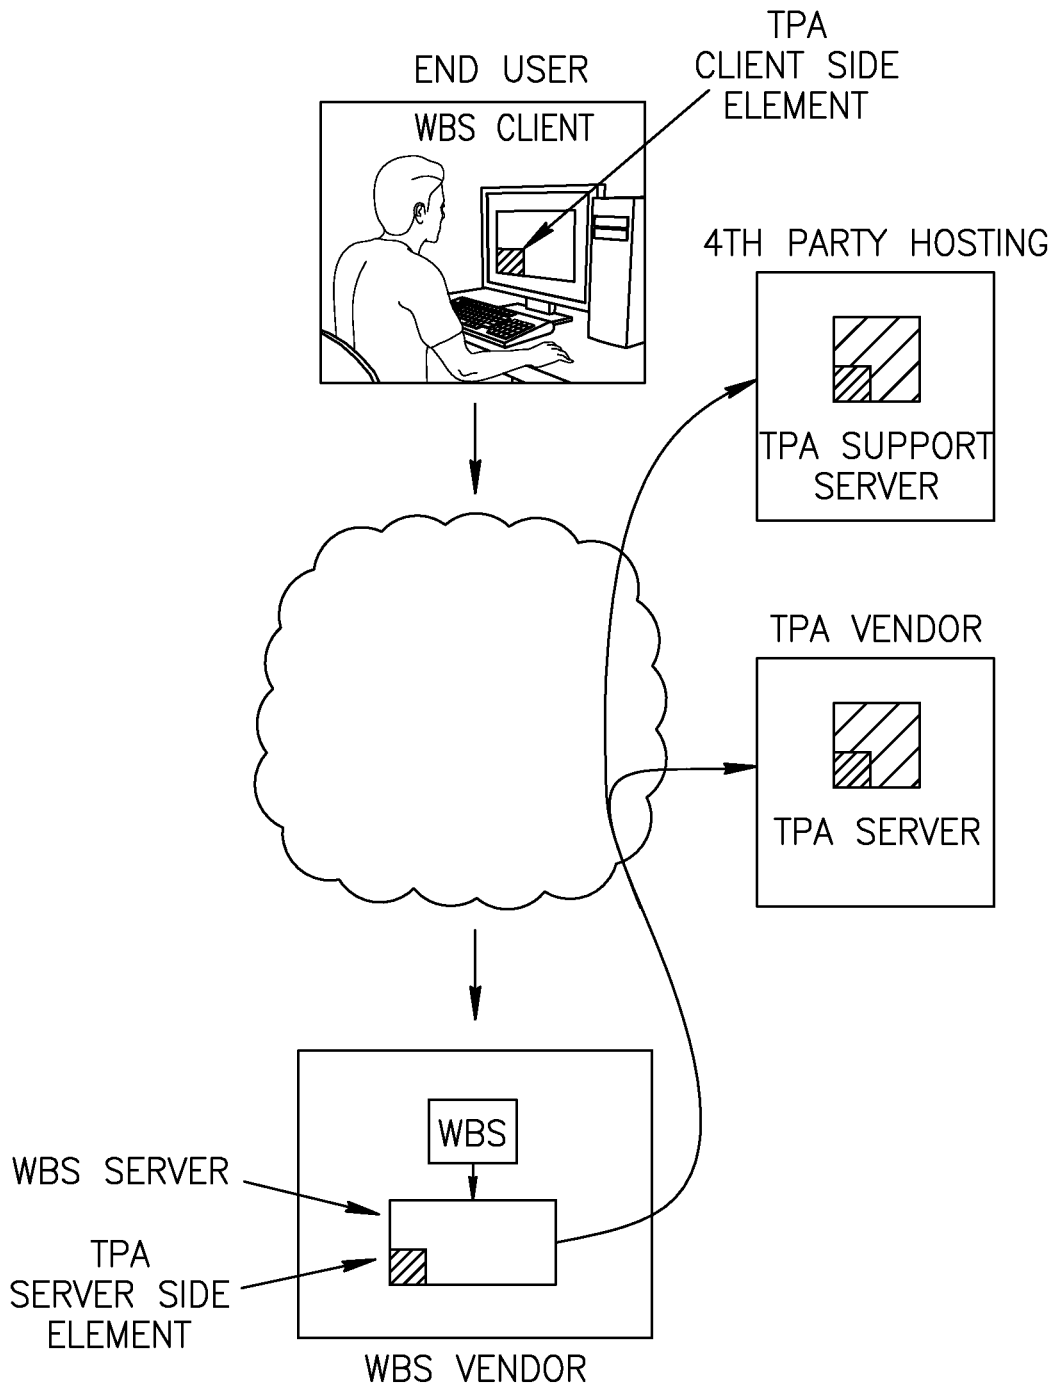 TPA
CLIENT SIDE
ELEMENT
END USER
WBS CLIENT
4TH PARTY HOSTING
TPA SUPPORT
SERVER
TPA VENDOR
TPA SERVER
WBS
WBS SERVER
TPA
SERVER SIDE
ELEMENT
WBS VENDOR